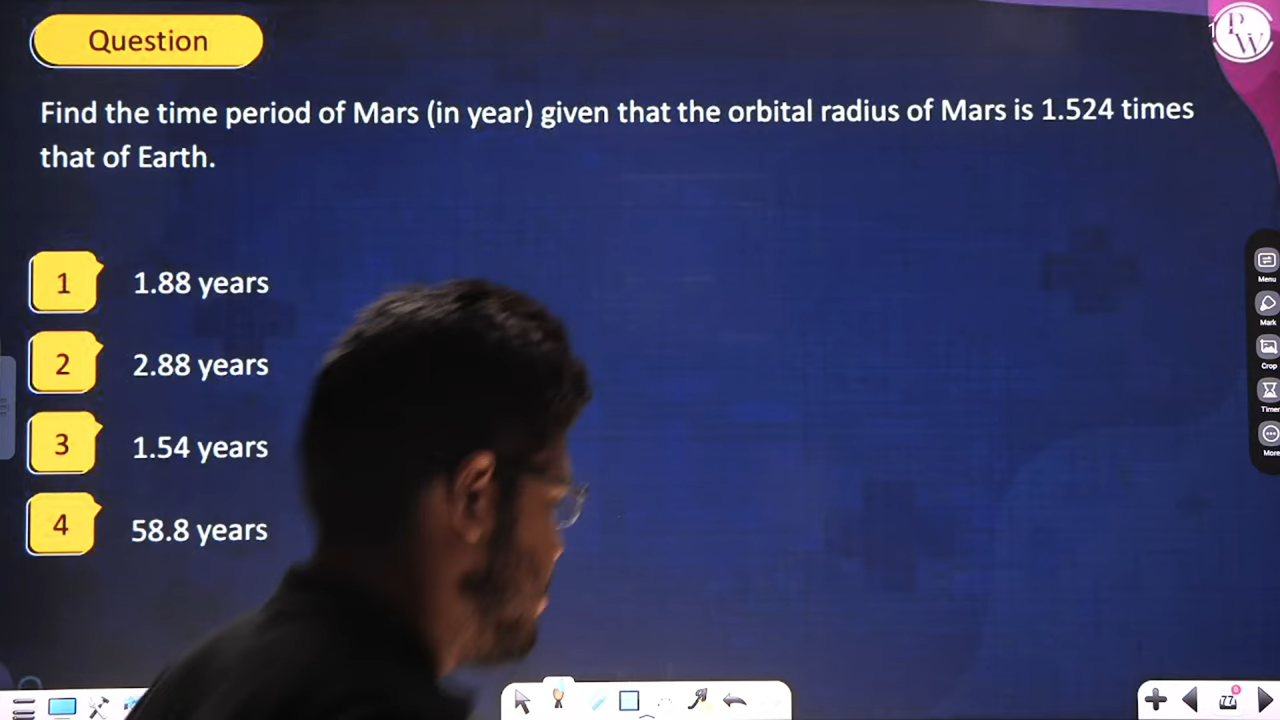 Question
PW
Find the time period of Mars (in year) given that the orbital radius of Mars is 1.524 times
that of Earth.
1 1.88 years
2 2.88 years
3 1.54 years
4 58.8 years
Menu
Mark
Crop
Timer
More
77